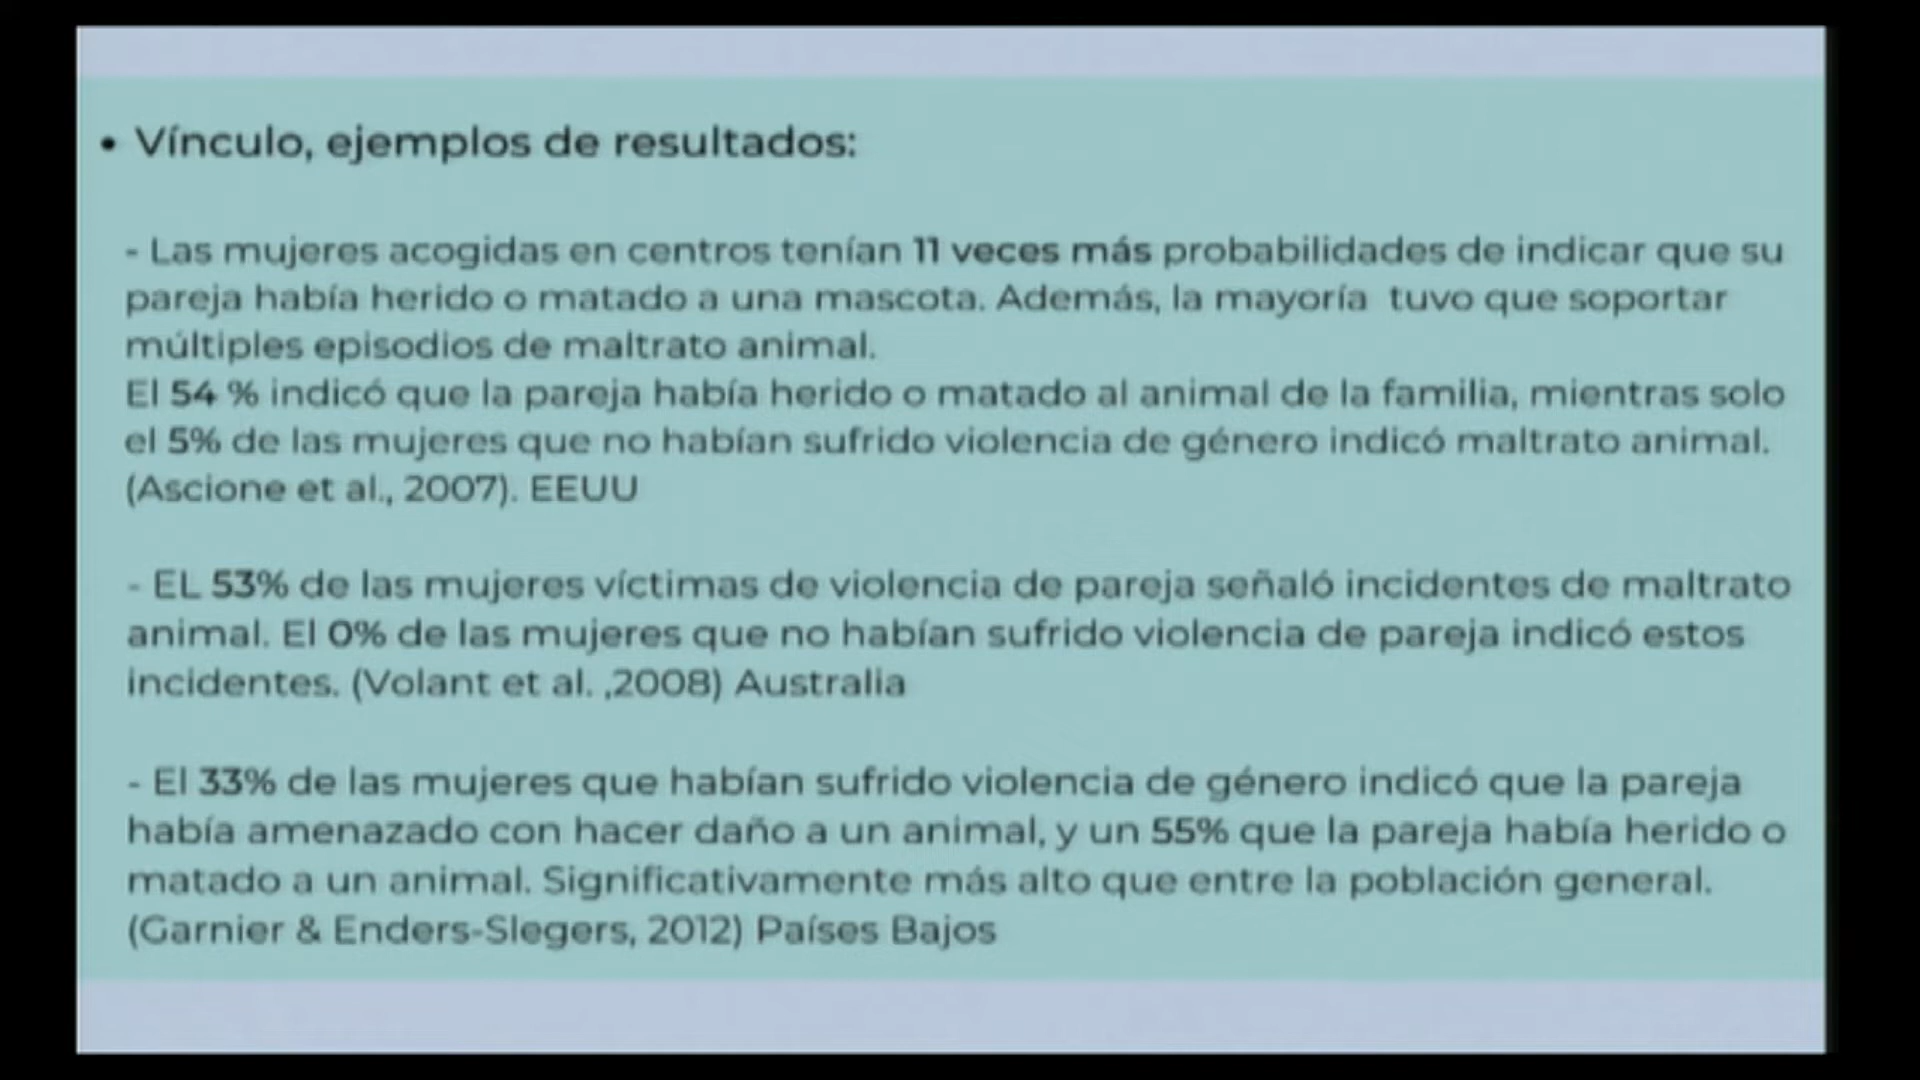 • Vínculo, ejemplos de resultados:
- Las mujeres acogidas en centros tenían 11 veces más probabilidades de indicar que su
pareja había herido o matado a una mascota. Además, la mayoría tuvo que soportar
múltiples episodios de maltrato animal.
El 54 % indicó que la pareja había herido o matado al animal de la familia, mientras solo
el 5% de las mujeres que no habían sufrido violencia de género indicó maltrato animal.
(Ascione et al., 2007). EEUU
- EL 53% de las mujeres víctimas de violencia de pareja señaló incidentes de maltrato
animal. El 0% de las mujeres que no habían sufrido violencia de pareja indicó estos
incidentes. (Volant et al. ,2008) Australia
- El 33% de las mujeres que habían sufrido violencia de género indicó que la pareja
había amenazado con hacer daño a un animal, y un 55% que la pareja había herido o
matado a un animal. Significativamente más alto que entre la población general.
(Garnier & Enders-Slegers, 2012) Países Bajos